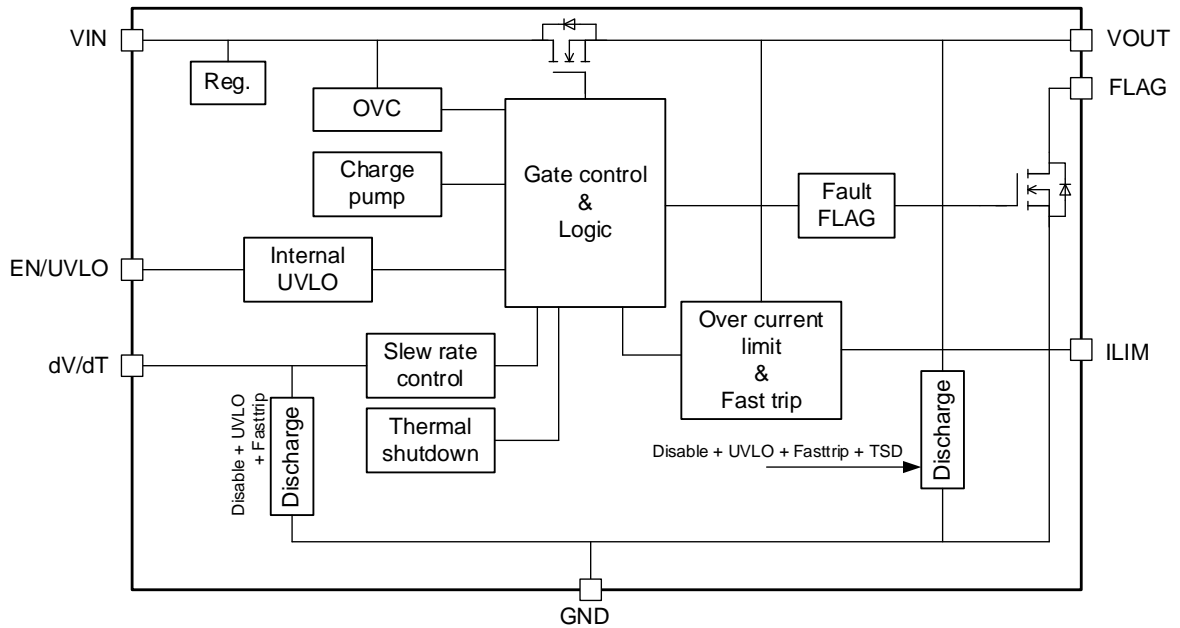 VIN
VOUT
Reg.
OVC
FLAG
Charge
pump
Gate control
&
Logic
Fault
FLAG
EN/UVLO
Internal
UVLO
Over current
limit
&
Fast trip
dV/dT
Slew rate
control
ILIM
Disable + UVLO
+ Fasttrip
Discharge
Thermal
shutdown
Disable + UVLO + Fasttrip + TSD
Discharge
GND